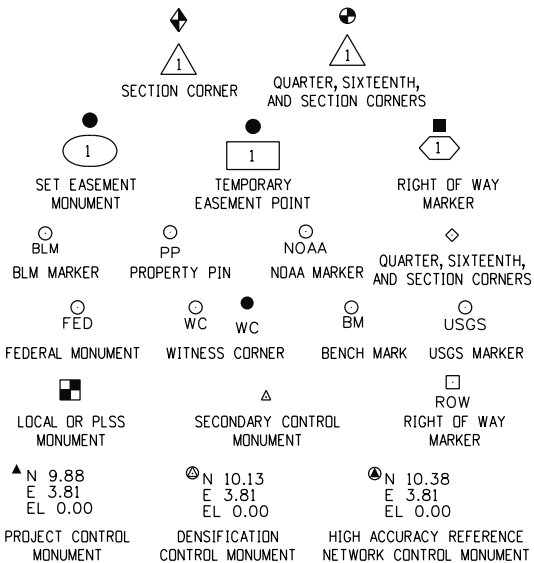 1
1
SECTION CORNER
QUARTER, SIXTEENTH,
AND SECTION CORNERS
1
1
1
SET EASEMENT
MONUMENT
TEMPORARY
EASEMENT POINT
RIGHT OF WAY
MARKER
BLM
PP
NOAA
BLM MARKER
PROPERTY PIN
NOAA MARKER
QUARTER, SIXTEENTH,
AND SECTION CORNERS
FED
WC
WC
BM
USGS
FEDERAL MONUMENT
WITNESS CORNER
BENCH MARK
USGS MARKER
ROW
LOCAL OR PLSS
MONUMENT
SECONDARY CONTROL
MONUMENT
RIGHT OF WAY
MARKER
N 9.88
E 3.81
EL 0.00
N 10.13
E 3.81
EL 0.00
N 10.38
E 3.81
EL 0.00
PROJECT CONTROL
MONUMENT
DENSIFICATION
CONTROL MONUMENT
HIGH ACCURACY REFERENCE
NETWORK CONTROL MONUMENT